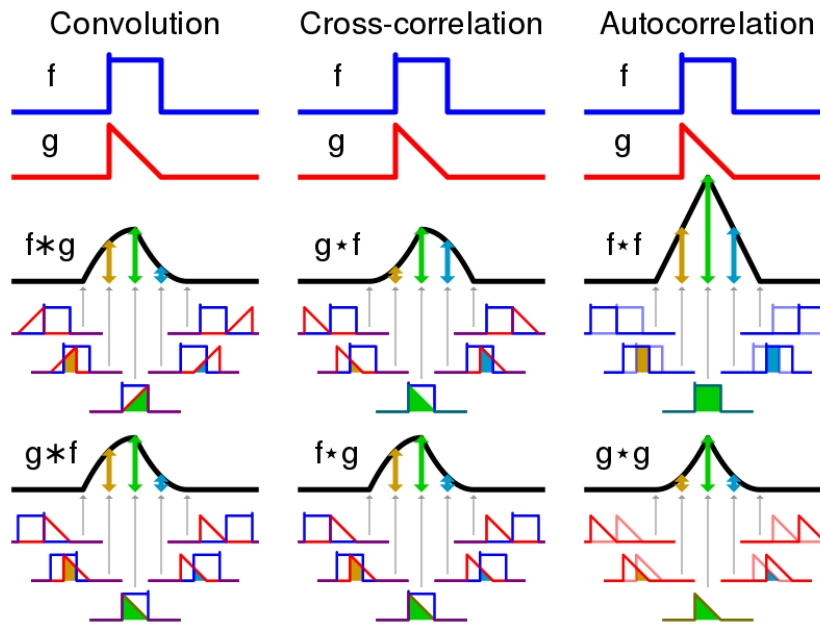 Convolution Cross-correlation Autocorrelation
f f f
g g g
f∗g g⋆f f⋆f
g∗f f⋆g g⋆g